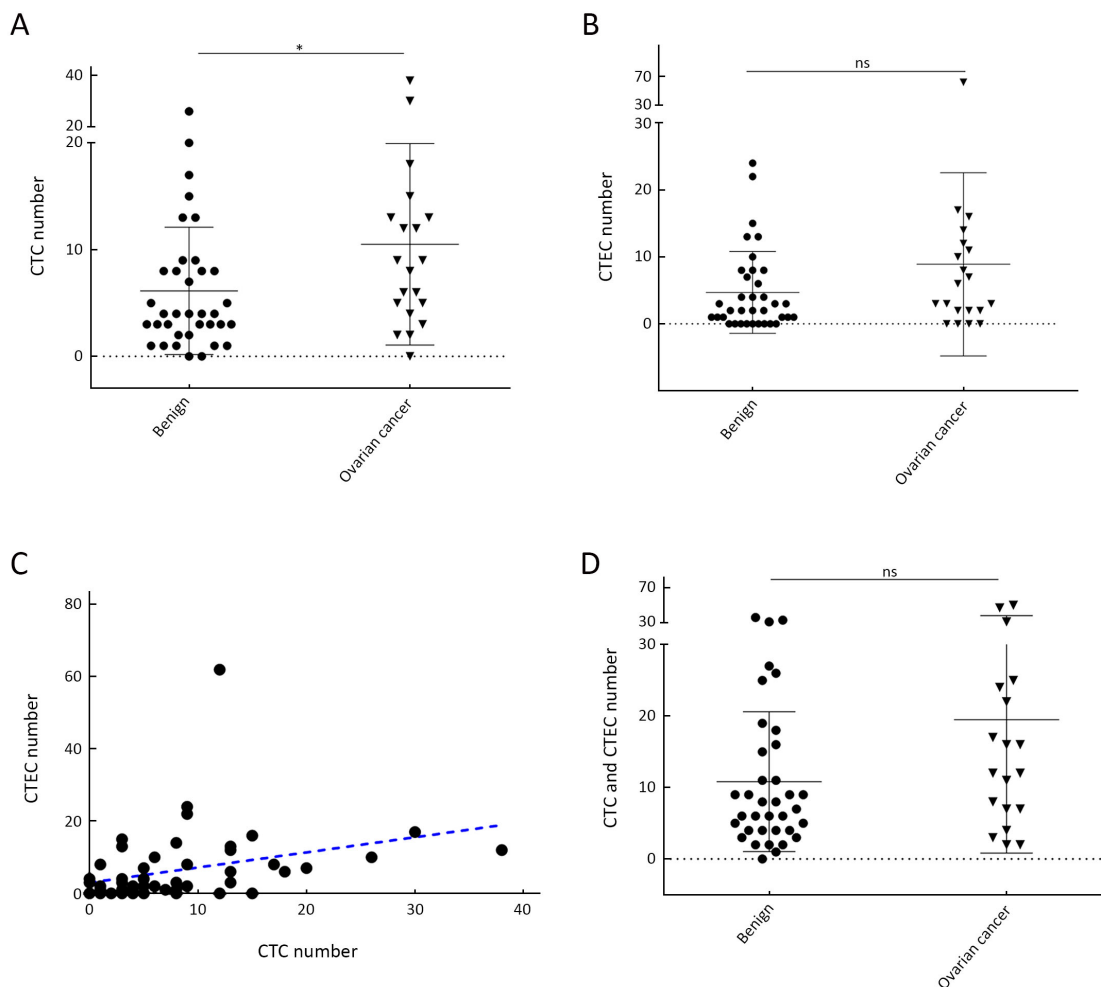 A
*
40
20
20
10
0
CTC number
Benign
Ovarian cancer
B
ns
70
30
30
20
10
0
CTEC number
Benign
Ovarian cancer
C
80
60
40
20
0
0 10 20 30 40
CTEC number
CTC number
D
ns
70
30
30
20
10
0
CTC and CTEC number
Benign
Ovarian cancer